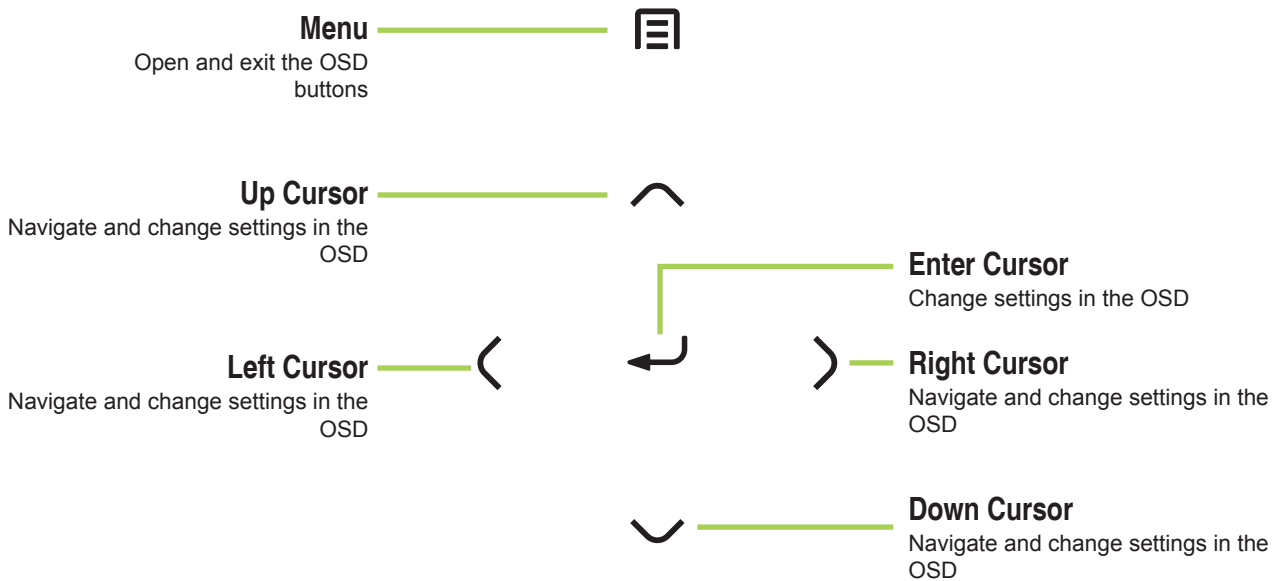 Menu
Open and exit the OSD
buttons
Up Cursor
Navigate and change settings in the
OSD
Enter Cursor
Change settings in the OSD
Left Cursor
Navigate and change settings in the
OSD
Right Cursor
Navigate and change settings in the
OSD
Down Cursor
Navigate and change settings in the
OSD